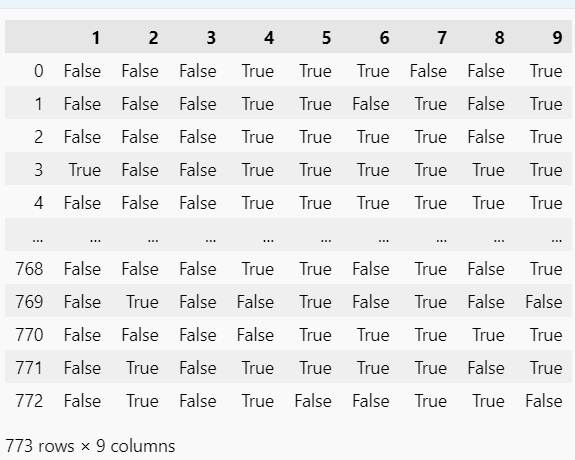 1 2 3 4 5 6 7 8 9
0 False False False True True True False False True
1 False False False True True False True False True
2 False False False True True True True False True
3 True False False True True True True True True
4 False False False True True True True True True
... ... ... ... ... ... ... ... ... ...
768 False False False True True False True False True
769 False True False False True False True False False
770 False False False False True True True True True
771 False True False True True True True False True
772 False True False True False False True True False
773 rows × 9 columns